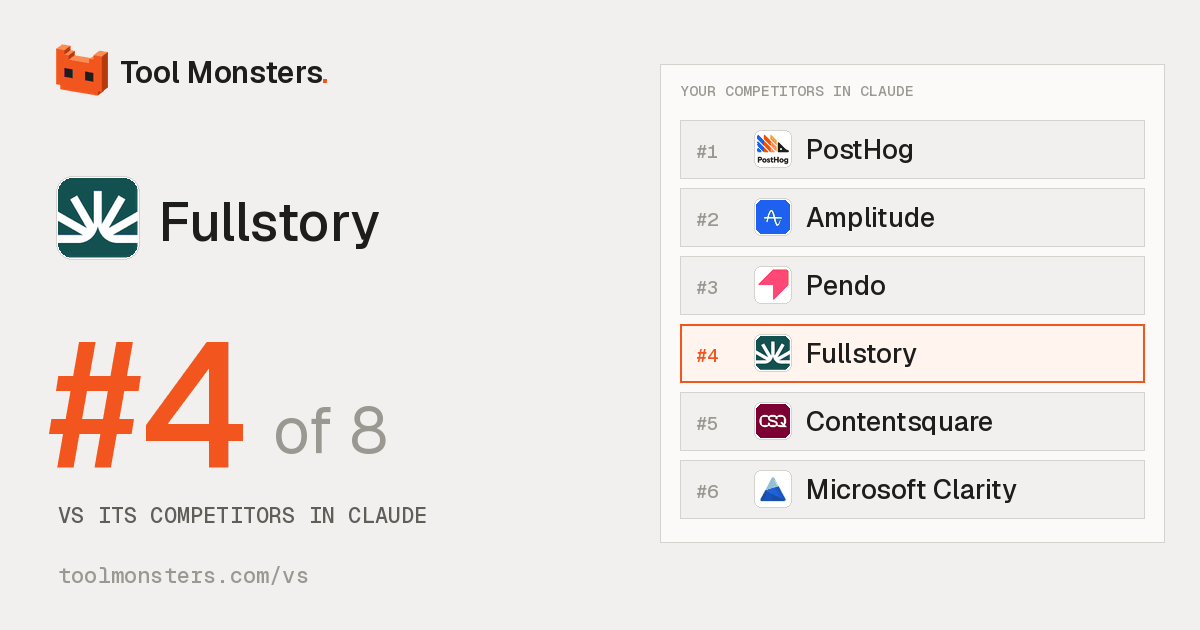 Tool Monsters.
Fullstory
#4 of 8
VS ITS COMPETITORS IN CLAUDE
toolmonsters.com/vs
YOUR COMPETITORS IN CLAUDE
#1 PostHog PostHog
#2 Amplitude
#3 Pendo
#4 Fullstory
#5 CSQ Contentsquare
#6 Microsoft Clarity